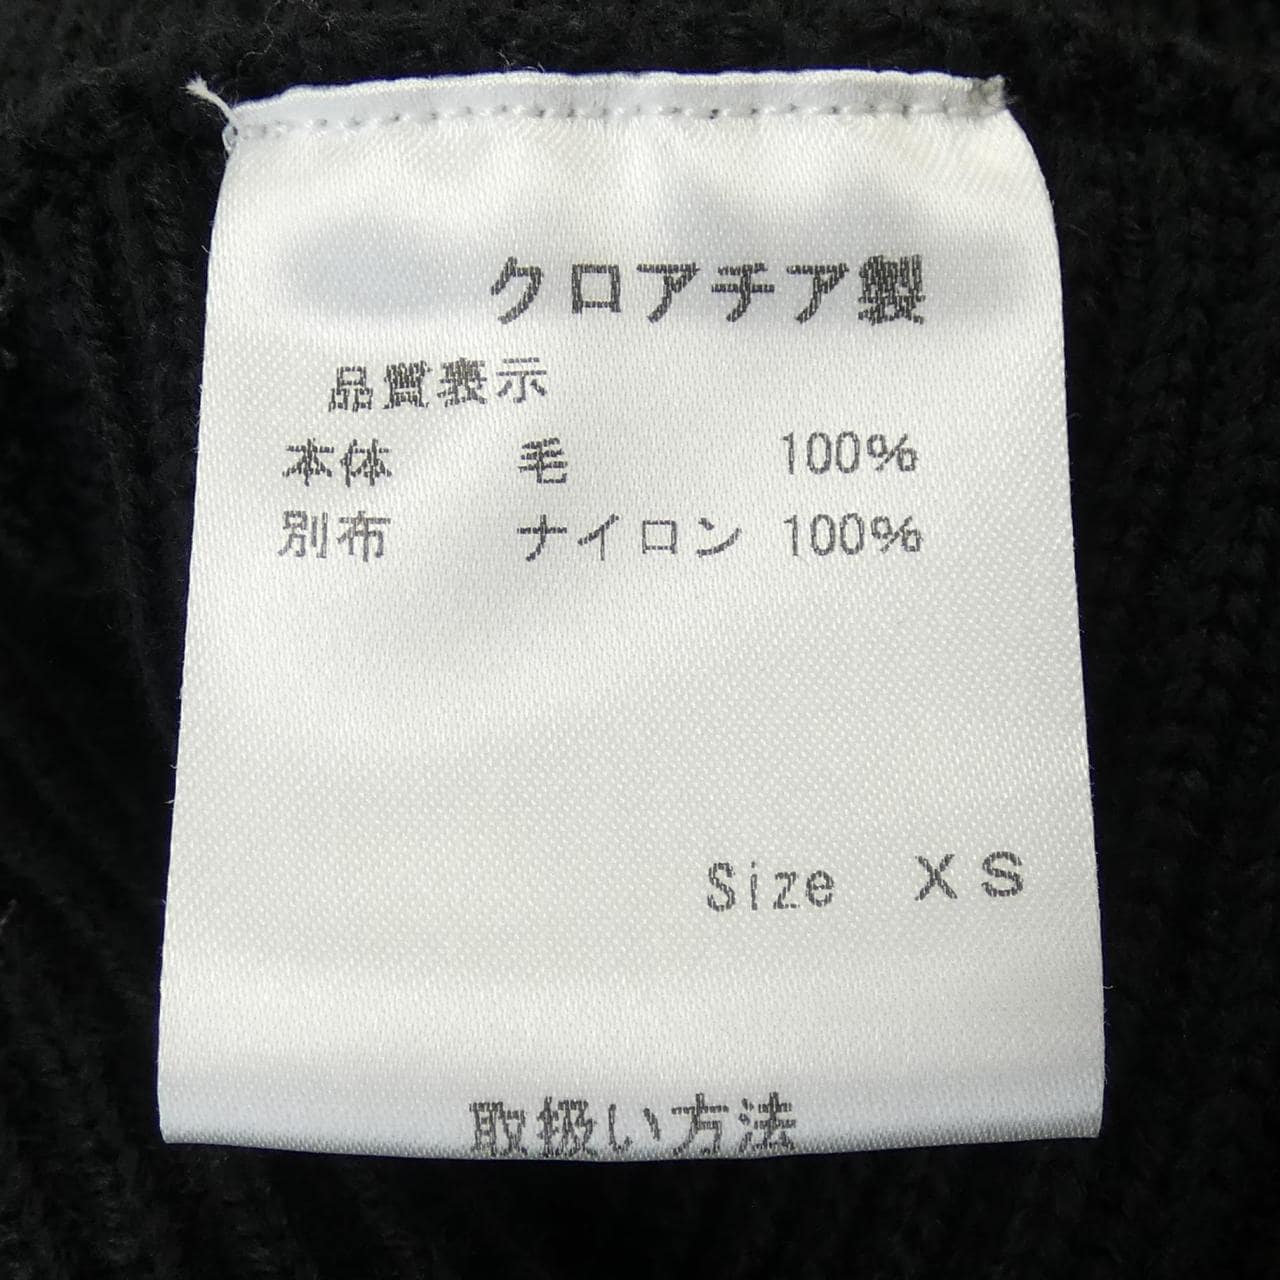 クロアチア製
品質表示
本体 毛 100%
別布 ナイロン 100%
Size XS
取扱い方法